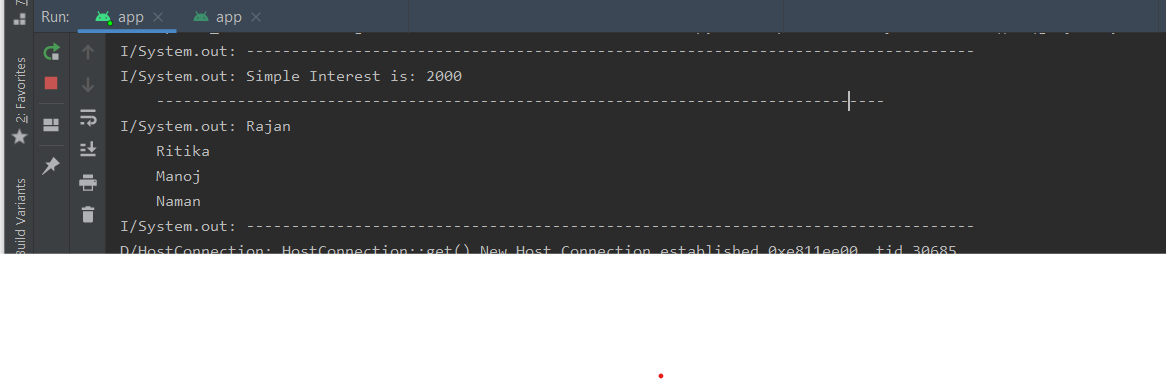 Run: app × app ×
I/System.out: ---------------------------------------------------------------------------------
I/System.out: Simple Interest is: 2000
---------------------------------------------------------------------------------
I/System.out: Rajan
Ritika
Manoj
Naman
I/System.out: ---------------------------------------------------------------------------------
D/HostConnection: HostConnection::get() New Host Connection established 0xe811ee00, tid 30685
2: Favorites
Build Variants